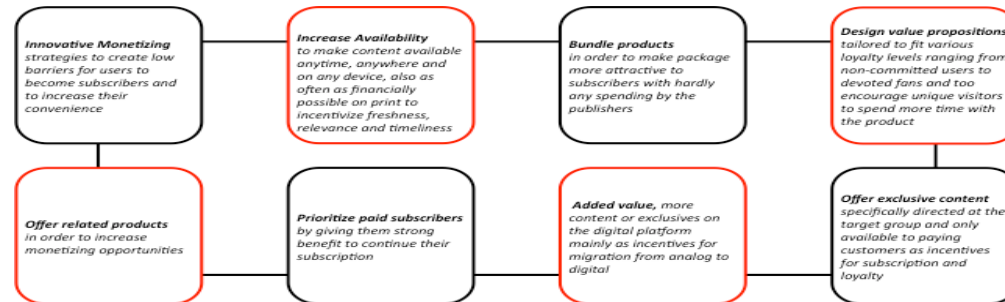 Innovative Monetizing
strategies to create low
barriers for users to
become subscribers and
to increase their
convenience
Increase Availability
to make content available
anytime, anywhere and
on any device, also as
often as financially
possible on print to
incentivize freshness,
relevance and timeliness
Bundle products
in order to make package
more attractive to
subscribers with hardly
any spending by the
publishers
Design value propositions
tailored to fit various
loyalty levels ranging from
non-committed users to
devoted fans and too
encourage unique visitors
to spend more time with
the product
Offer related products
in order to increase
monetizing opportunities
Prioritize paid subscribers
by giving them strong
benefit to continue their
subscription
Added value, more
content or exclusives on
the digital platform
mainly as incentives for
migration from analog to
digital
Offer exclusive content
specifically directed at the
target group and only
available to paying
customers as incentives
for subscription and
loyalty